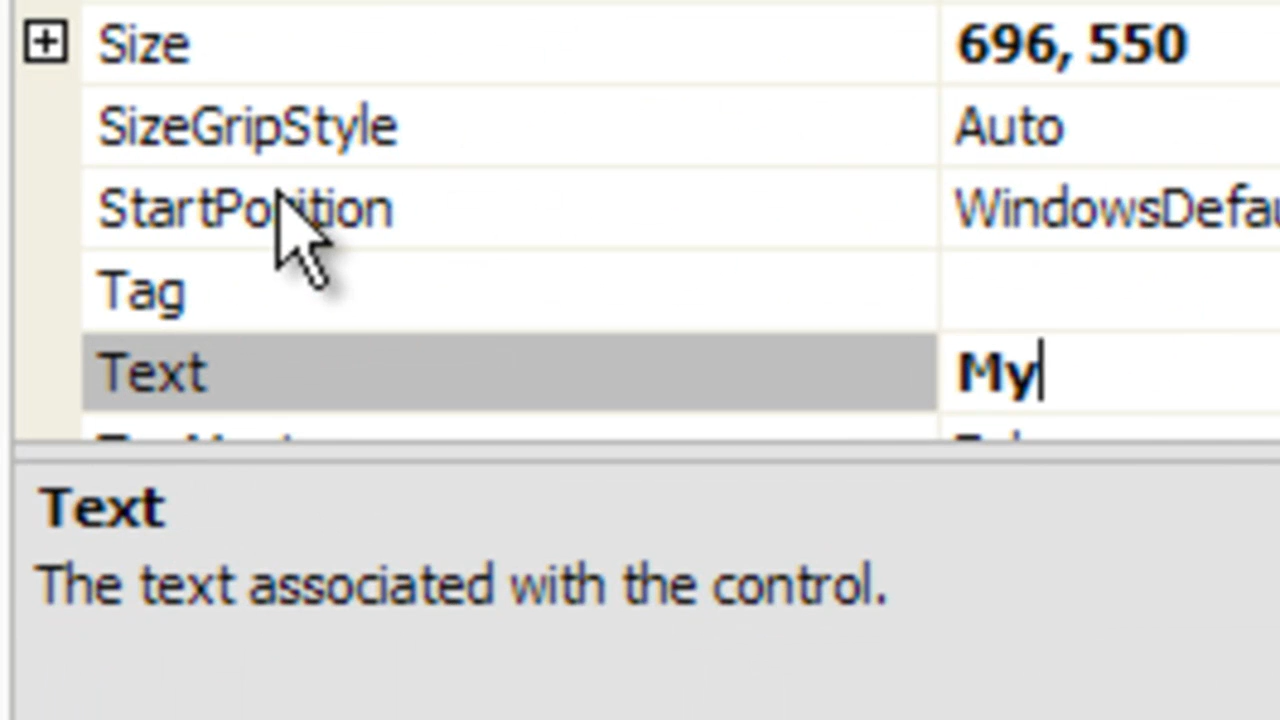 Size 696, 550
SizeGripStyle Auto
StartPosition WindowsDefau
Tag
Text My
Text
The text associated with the control.